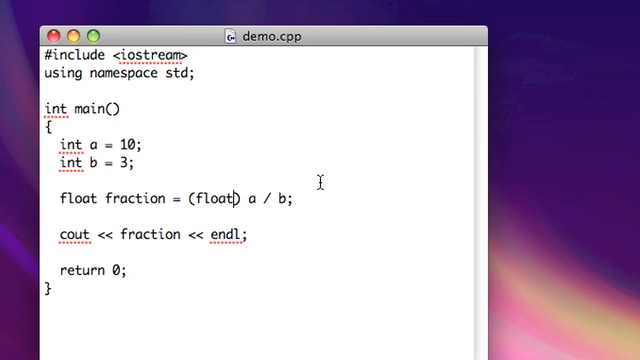 demo.cpp
#include <iostream>
using namespace std;
int main()
{
int a = 10;
int b = 3;
float fraction = (float) a / b;
cout << fraction << endl;
return 0;
}